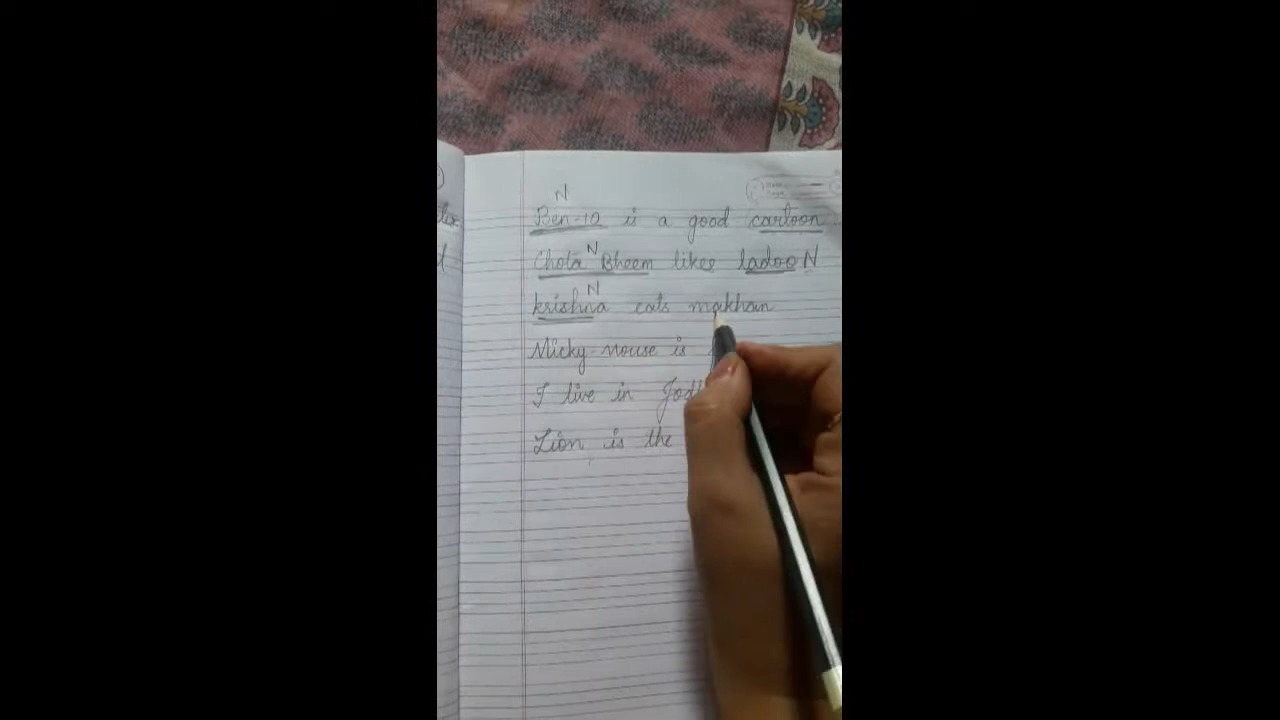 N
Ben-10 is a good cartoon
N
Chota Bheem likes ladoo N
N
krishna eats makhan
Micky-mouse is
I live in Jod
Lion is the